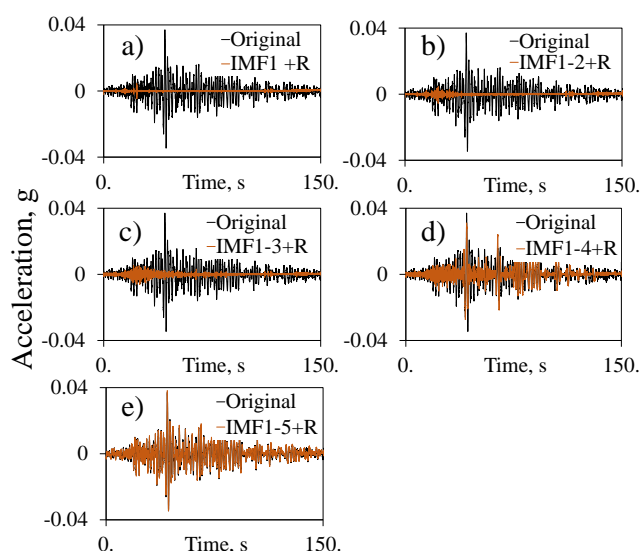 Acceleration, g
0.04
a)
Original
IMF1 +R
0
-0.04
0.
Time, s
150.
0.04
b)
Original
IMF1-2+R
0
-0.04
0.
Time, s
150.
0.04
c)
Original
IMF1-3+R
0
-0.04
0.
Time, s
150.
0.04
d)
Original
IMF1-4+R
0
-0.04
0.
Time, s
150.
0.04
e)
Original
IMF1-5+R
0
-0.04
0.
Time, s
150.